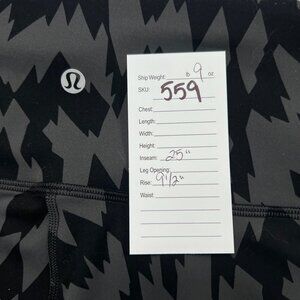 Ship Weight: lb 9 oz
SKU: 559
Chest:
Length:
Width:
Height:
Inseam: 25"
Leg Opening
Rise: 9 1/2"
Waist: